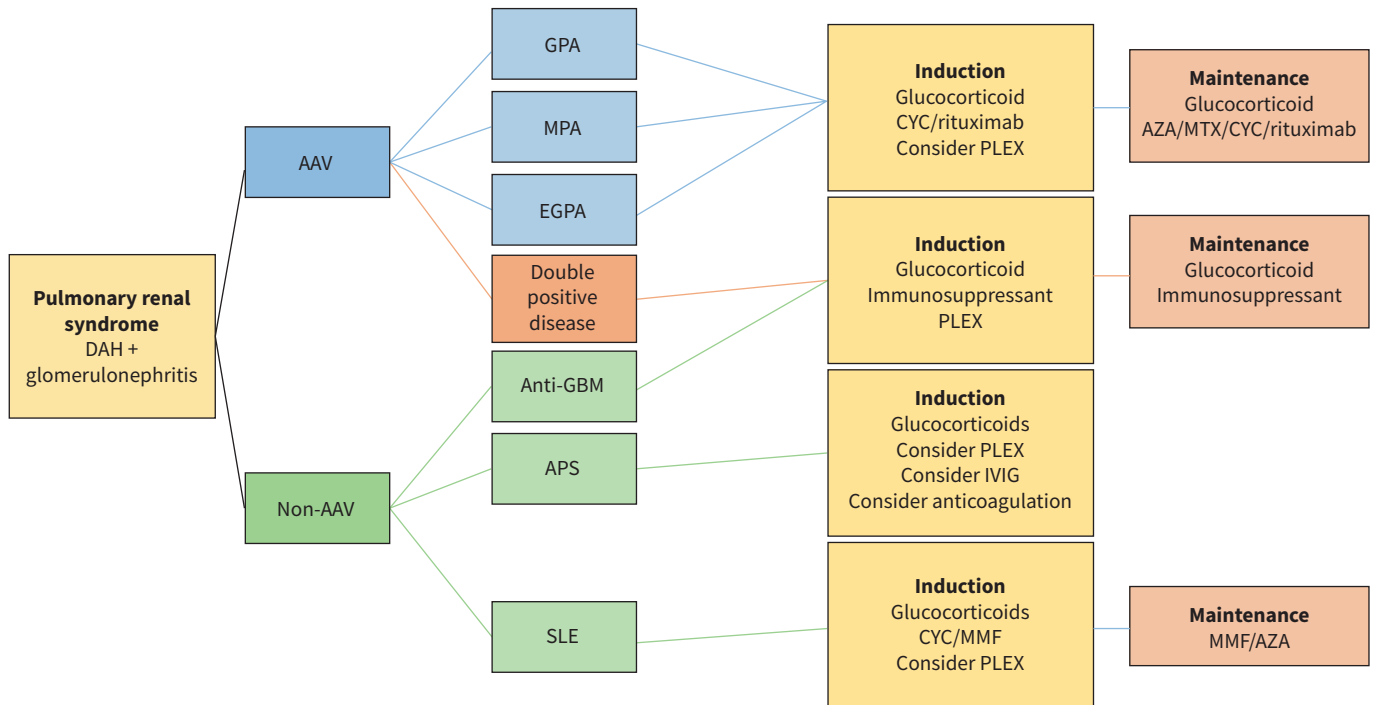 Pulmonary renal
syndrome
DAH +
glomerulonephritis
AAV
Non-AAV
GPA
MPA
EGPA
Double
positive
disease
Anti-GBM
APS
SLE
Induction
Glucocorticoid
CYC/rituximab
Consider PLEX
Induction
Glucocorticoid
Immunosuppressant
PLEX
Induction
Glucocorticoids
Consider PLEX
Consider IVIG
Consider anticoagulation
Induction
Glucocorticoids
CYC/MMF
Consider PLEX
Maintenance
Glucocorticoid
AZA/MTX/CYC/rituximab
Maintenance
Glucocorticoid
Immunosuppressant
Maintenance
MMF/AZA